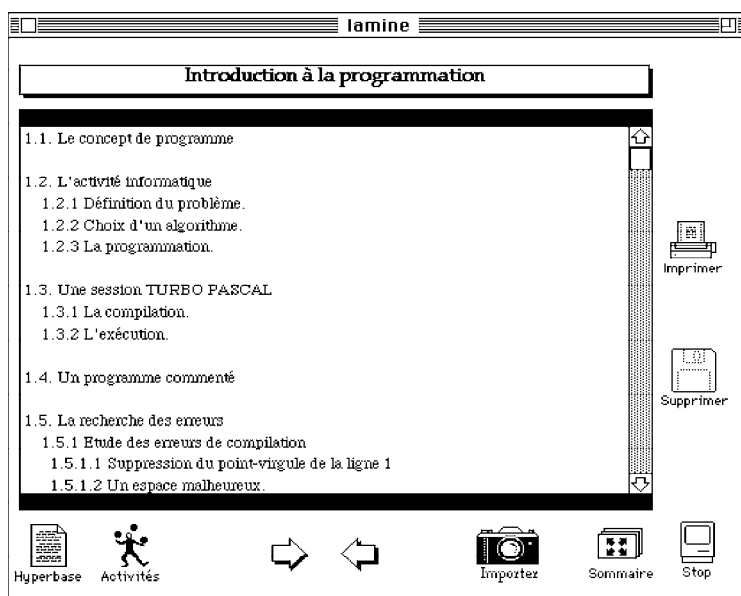 lamine
Introduction à la programmation
1.1. Le concept de programme
1.2. L'activité informatique
1.2.1 Définition du problème.
1.2.2 Choix d'un algorithme.
1.2.3 La programmation.
1.3. Une session TURBO PASCAL
1.3.1 La compilation.
1.3.2 L'exécution.
1.4. Un programme commenté
1.5. La recherche des erreurs
1.5.1 Etude des erreurs de compilation
1.5.1.1 Suppression du point-virgule de la ligne 1
1.5.1.2 Un espace malheureux.
Imprimer
Supprimer
Hyperbase
Activités
Importer
Sommaire
Stop